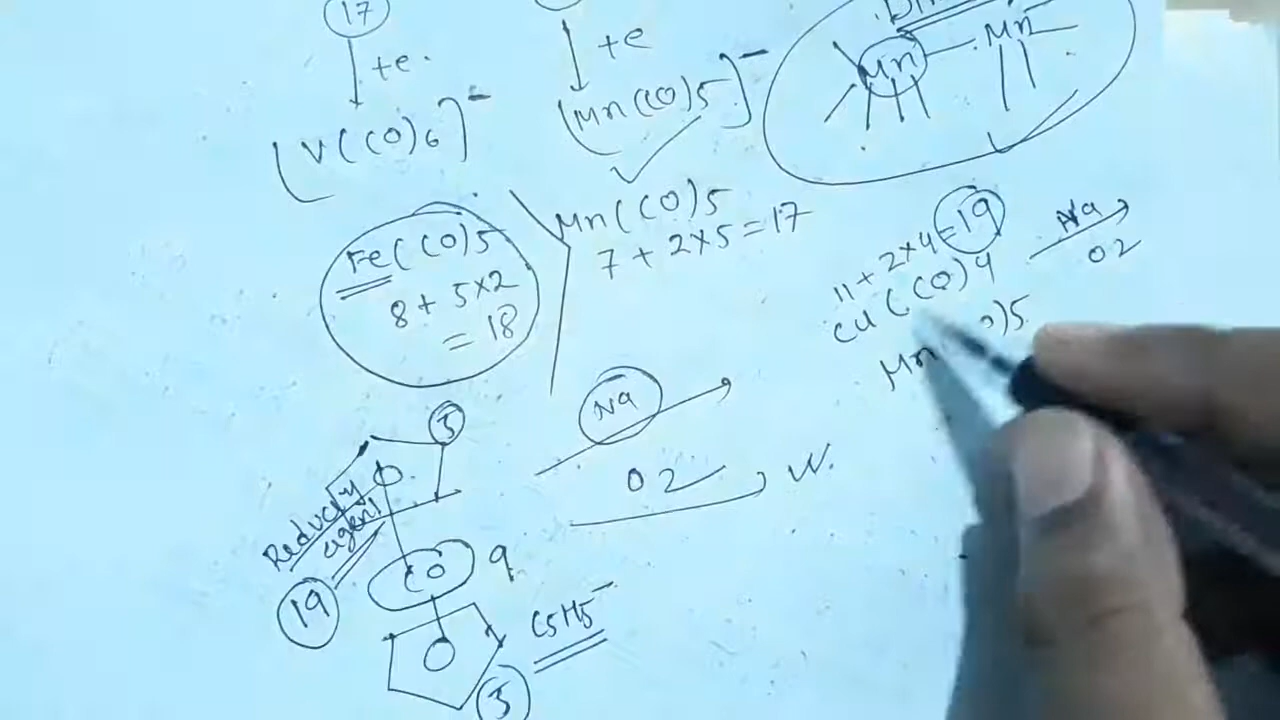 17
+e
+e
[V(CO)6]-
[Mn(CO)5]-
Mn
Mn
Mn(CO)5
7 + 2×5 = 17
Fe(CO)5
8 + 5×2
= 18
11 + 2×4 = 19
Cu(CO)4
O2
Mn
)5
Na
O2
5
Reducing
agent
19
Co
9
C5H5-
5